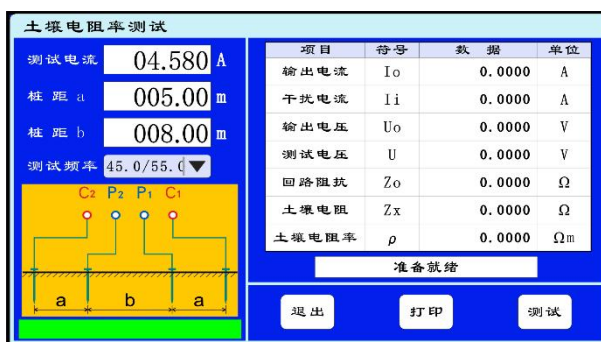 土壤电阻率测试
测试电流 04.580 A
桩 距 a 005.00 m
桩 距 b 008.00 m
测试频率 45.0/55.0
C2 P2 P1 C1
a b a
项目 符号 数 据 单位
输出电流 Io 0.0000 A
干扰电流 Ii 0.0000 A
输出电压 Uo 0.0000 V
测试电压 U 0.0000 V
回路阻抗 Zo 0.0000 Ω
土壤电阻 Zx 0.0000 Ω
土壤电阻率 ρ 0.0000 Ωm
准备就绪
退出 打印 测试